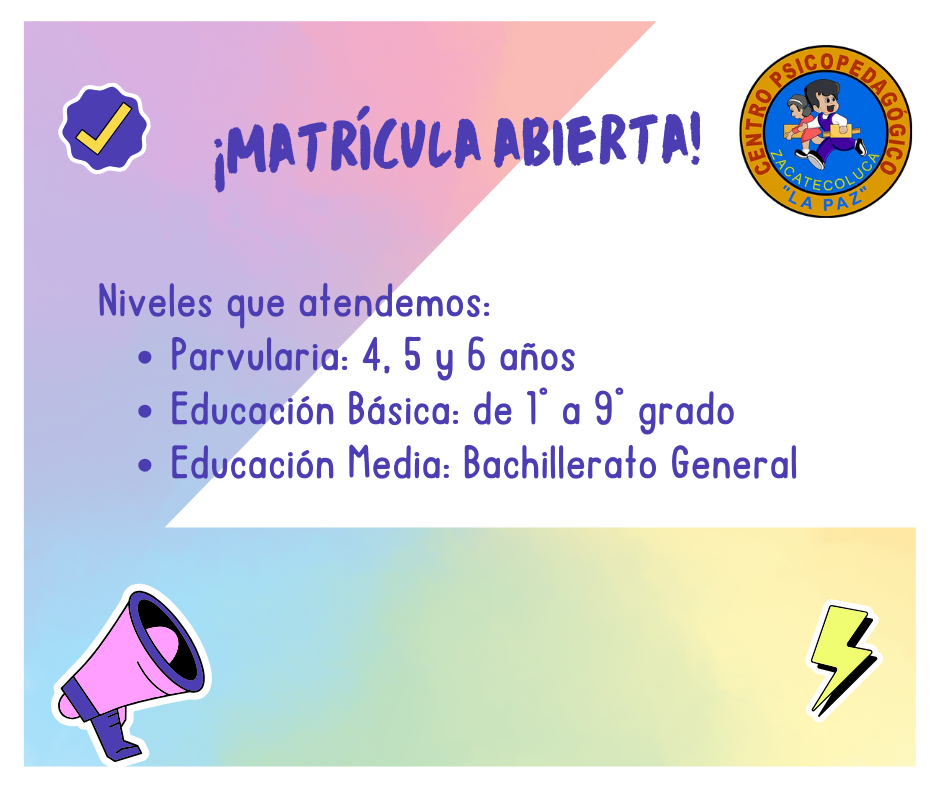 ¡MATRÍCULA ABIERTA!
CENTRO PSICOPEDAGÓGICO
ZACATECOLUCA
"LA PAZ"
Niveles que atendemos:
• Parvularia: 4, 5 y 6 años
• Educación Básica: de 1° a 9° grado
• Educación Media: Bachillerato General